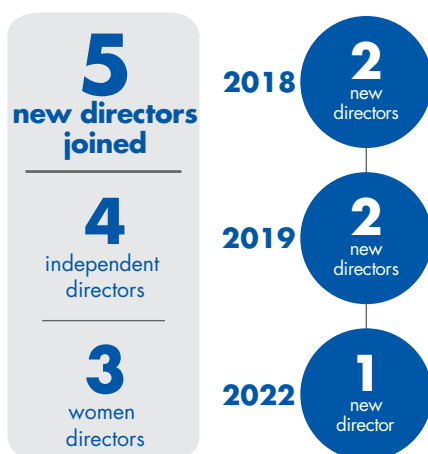 5
new directors
joined
4
independent
directors
3
women
directors
2018
2
new
directors
2019
2
new
directors
2022
1
new
director